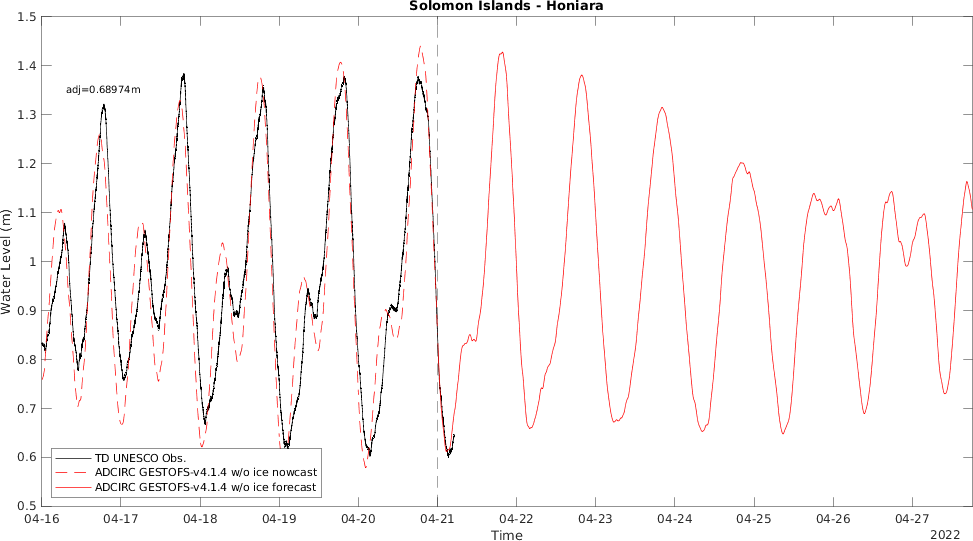 Solomon Islands - Honiara
1.5
1.4
adj=0.68974m
1.3
1.2
1.1
1
0.9
0.8
0.7
0.6
0.5
Water Level (m)
TD UNESCO Obs.
ADCIRC GESTOFS-v4.1.4 w/o ice nowcast
ADCIRC GESTOFS-v4.1.4 w/o ice forecast
04-16 04-17 04-18 04-19 04-20 04-21 04-22 04-23 04-24 04-25 04-26 04-27
Time
2022